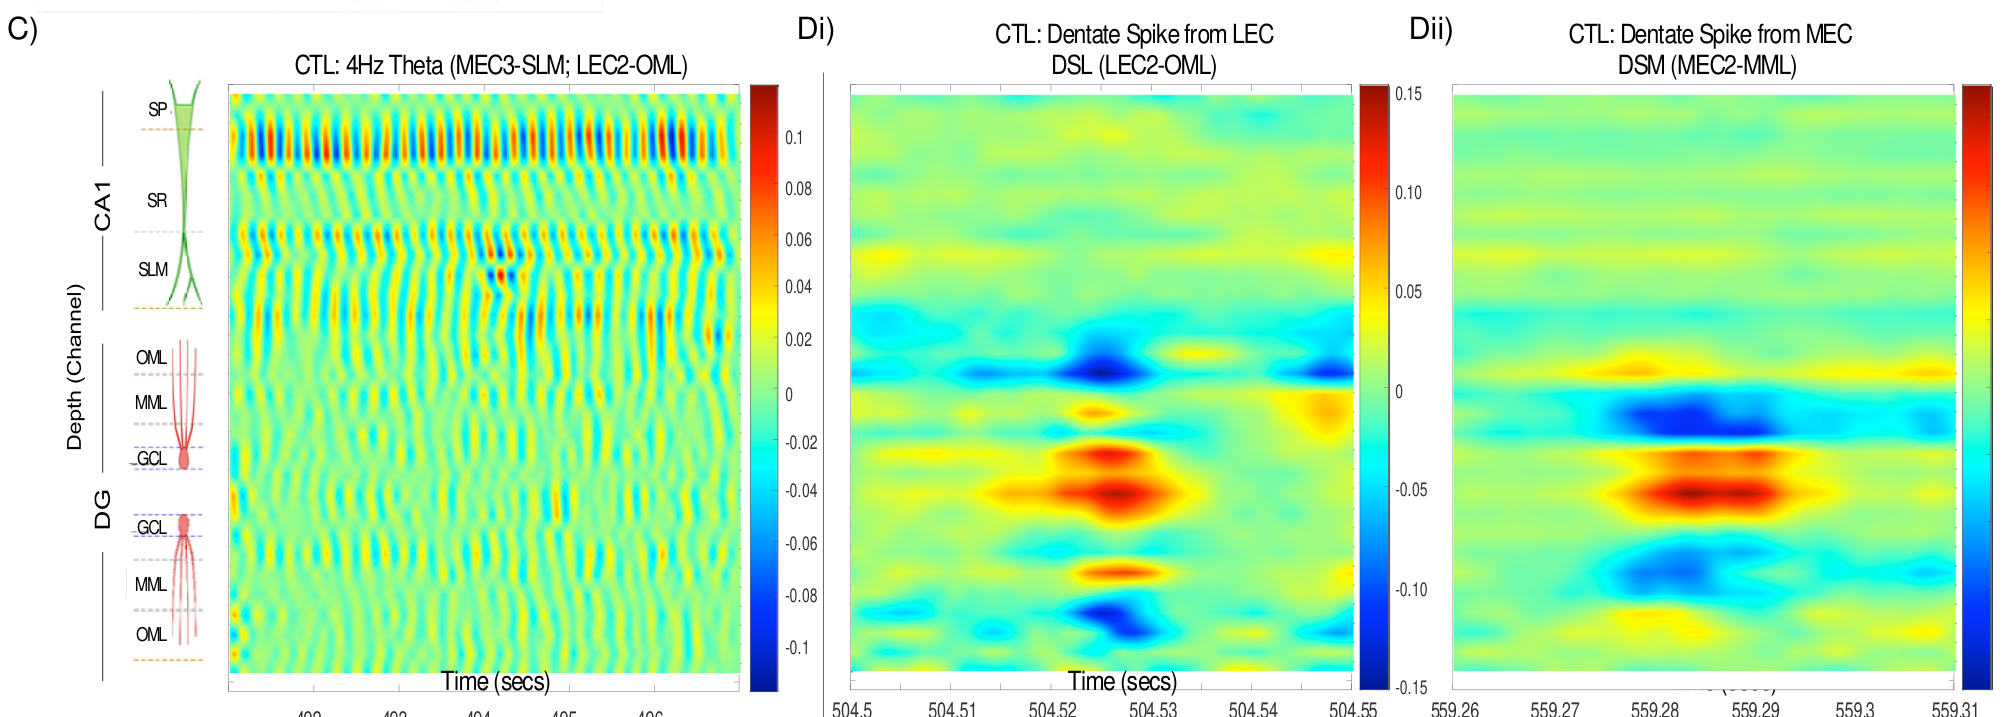 C)
CTL: 4Hz Theta (MEC3-SLM; LEC2-OML)
Depth (Channel)
CA1
DG
SP
SR
SLM
OML
MML
GCL
GCL
MML
OML
0.1
0.08
0.06
0.04
0.02
0
-0.02
-0.04
-0.06
-0.08
-0.1
Time (secs)
492 493 494 495 496
Di)
CTL: Dentate Spike from LEC
DSL (LEC2-OML)
0.15
0.10
0.05
0
-0.05
-0.10
-0.15
Time (secs)
504.5 504.51 504.52 504.53 504.54 504.55
Dii)
CTL: Dentate Spike from MEC
DSM (MEC2-MML)
559.26 559.27 559.28 559.29 559.3 559.31